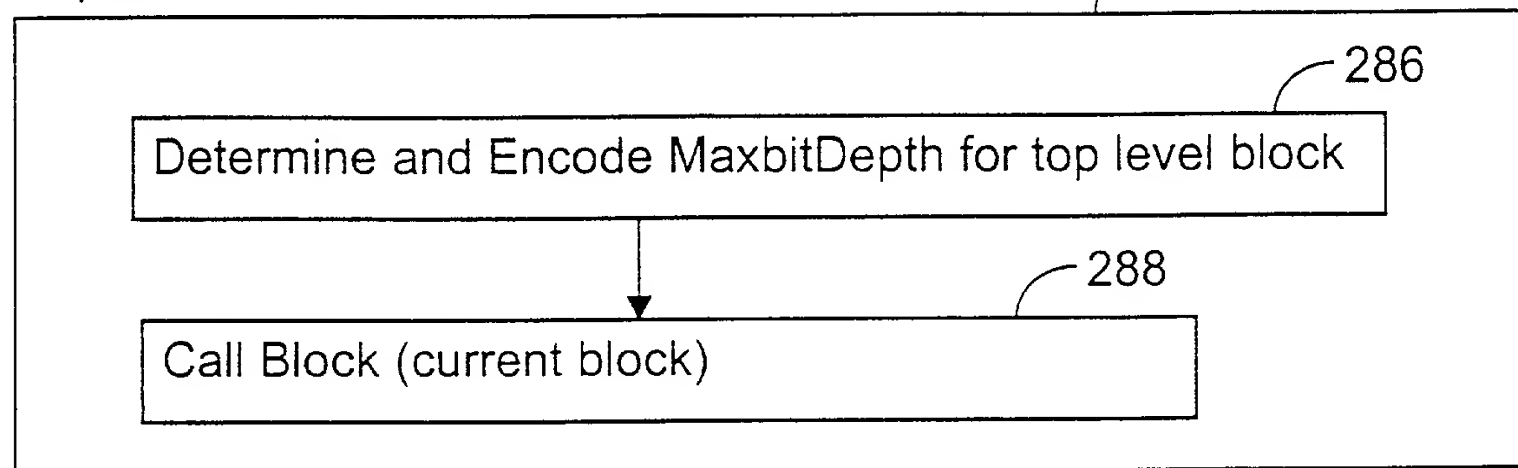 286
Determine and Encode MaxbitDepth for top level block
288
Call Block (current block)